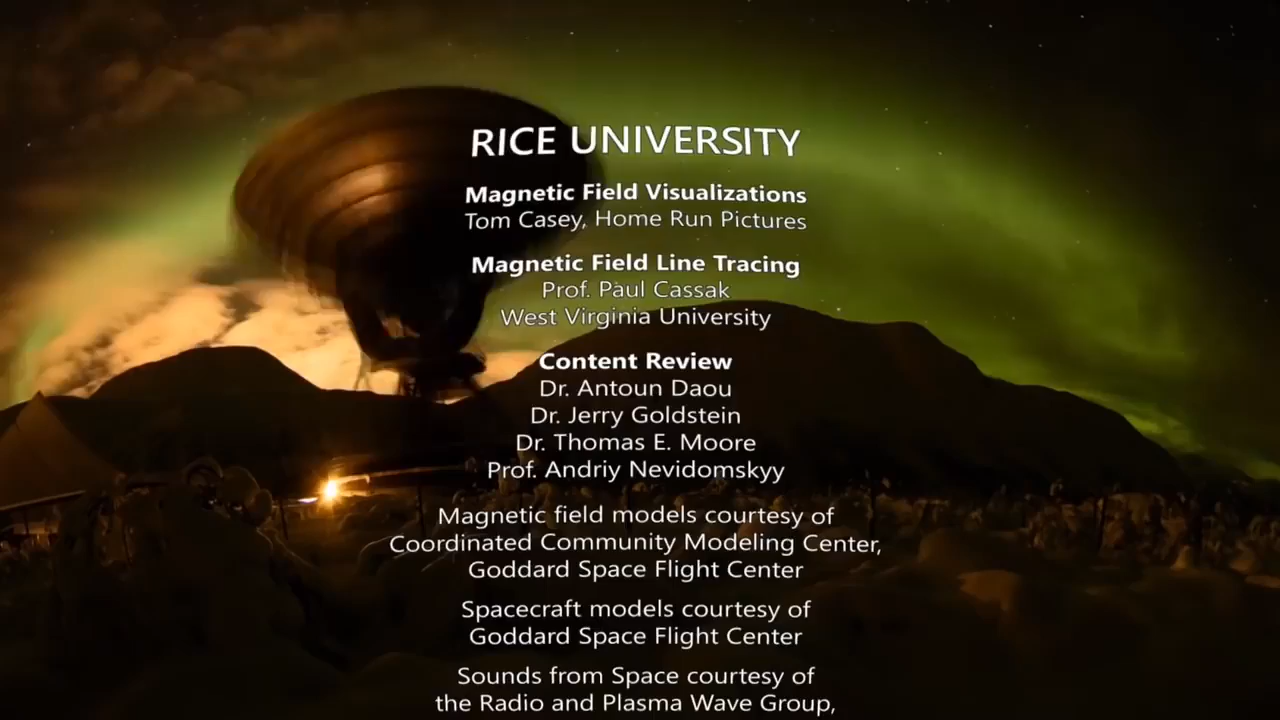 RICE UNIVERSITY
Magnetic Field Visualizations
Tom Casey, Home Run Pictures
Magnetic Field Line Tracing
Prof. Paul Cassak
West Virginia University
Content Review
Dr. Antoun Daou
Dr. Jerry Goldstein
Dr. Thomas E. Moore
Prof. Andriy Nevidomskyy
Magnetic field models courtesy of
Coordinated Community Modeling Center,
Goddard Space Flight Center
Spacecraft models courtesy of
Goddard Space Flight Center
Sounds from Space courtesy of
the Radio and Plasma Wave Group,